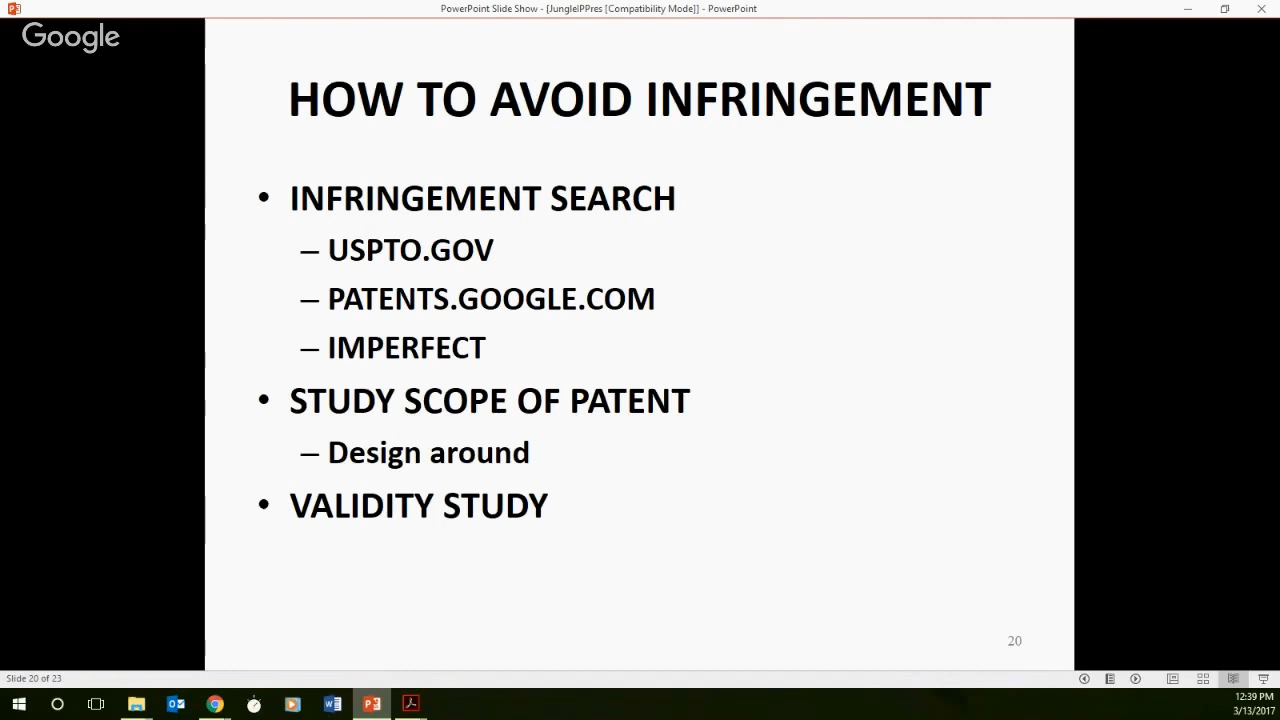 PowerPoint Slide Show - [JungleIPPres [Compatibility Mode]] - PowerPoint
Google
HOW TO AVOID INFRINGEMENT
• INFRINGEMENT SEARCH
– USPTO.GOV
– PATENTS.GOOGLE.COM
– IMPERFECT
• STUDY SCOPE OF PATENT
– Design around
• VALIDITY STUDY
20
Slide 20 of 23
12:39 PM
3/13/2017